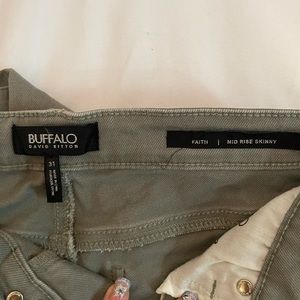 BUFFALO
DAVID BITTON
31
FAITH | MID RISE SKINNY